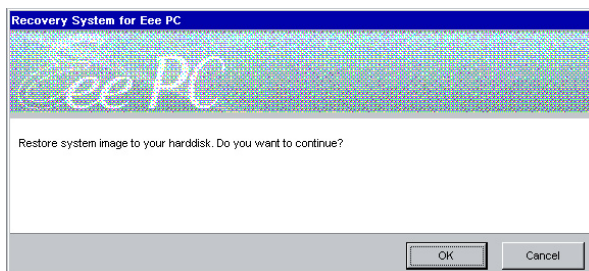 Recovery System for Eee PC
Eee PC
Restore system image to your harddisk. Do you want to continue?
OK
Cancel